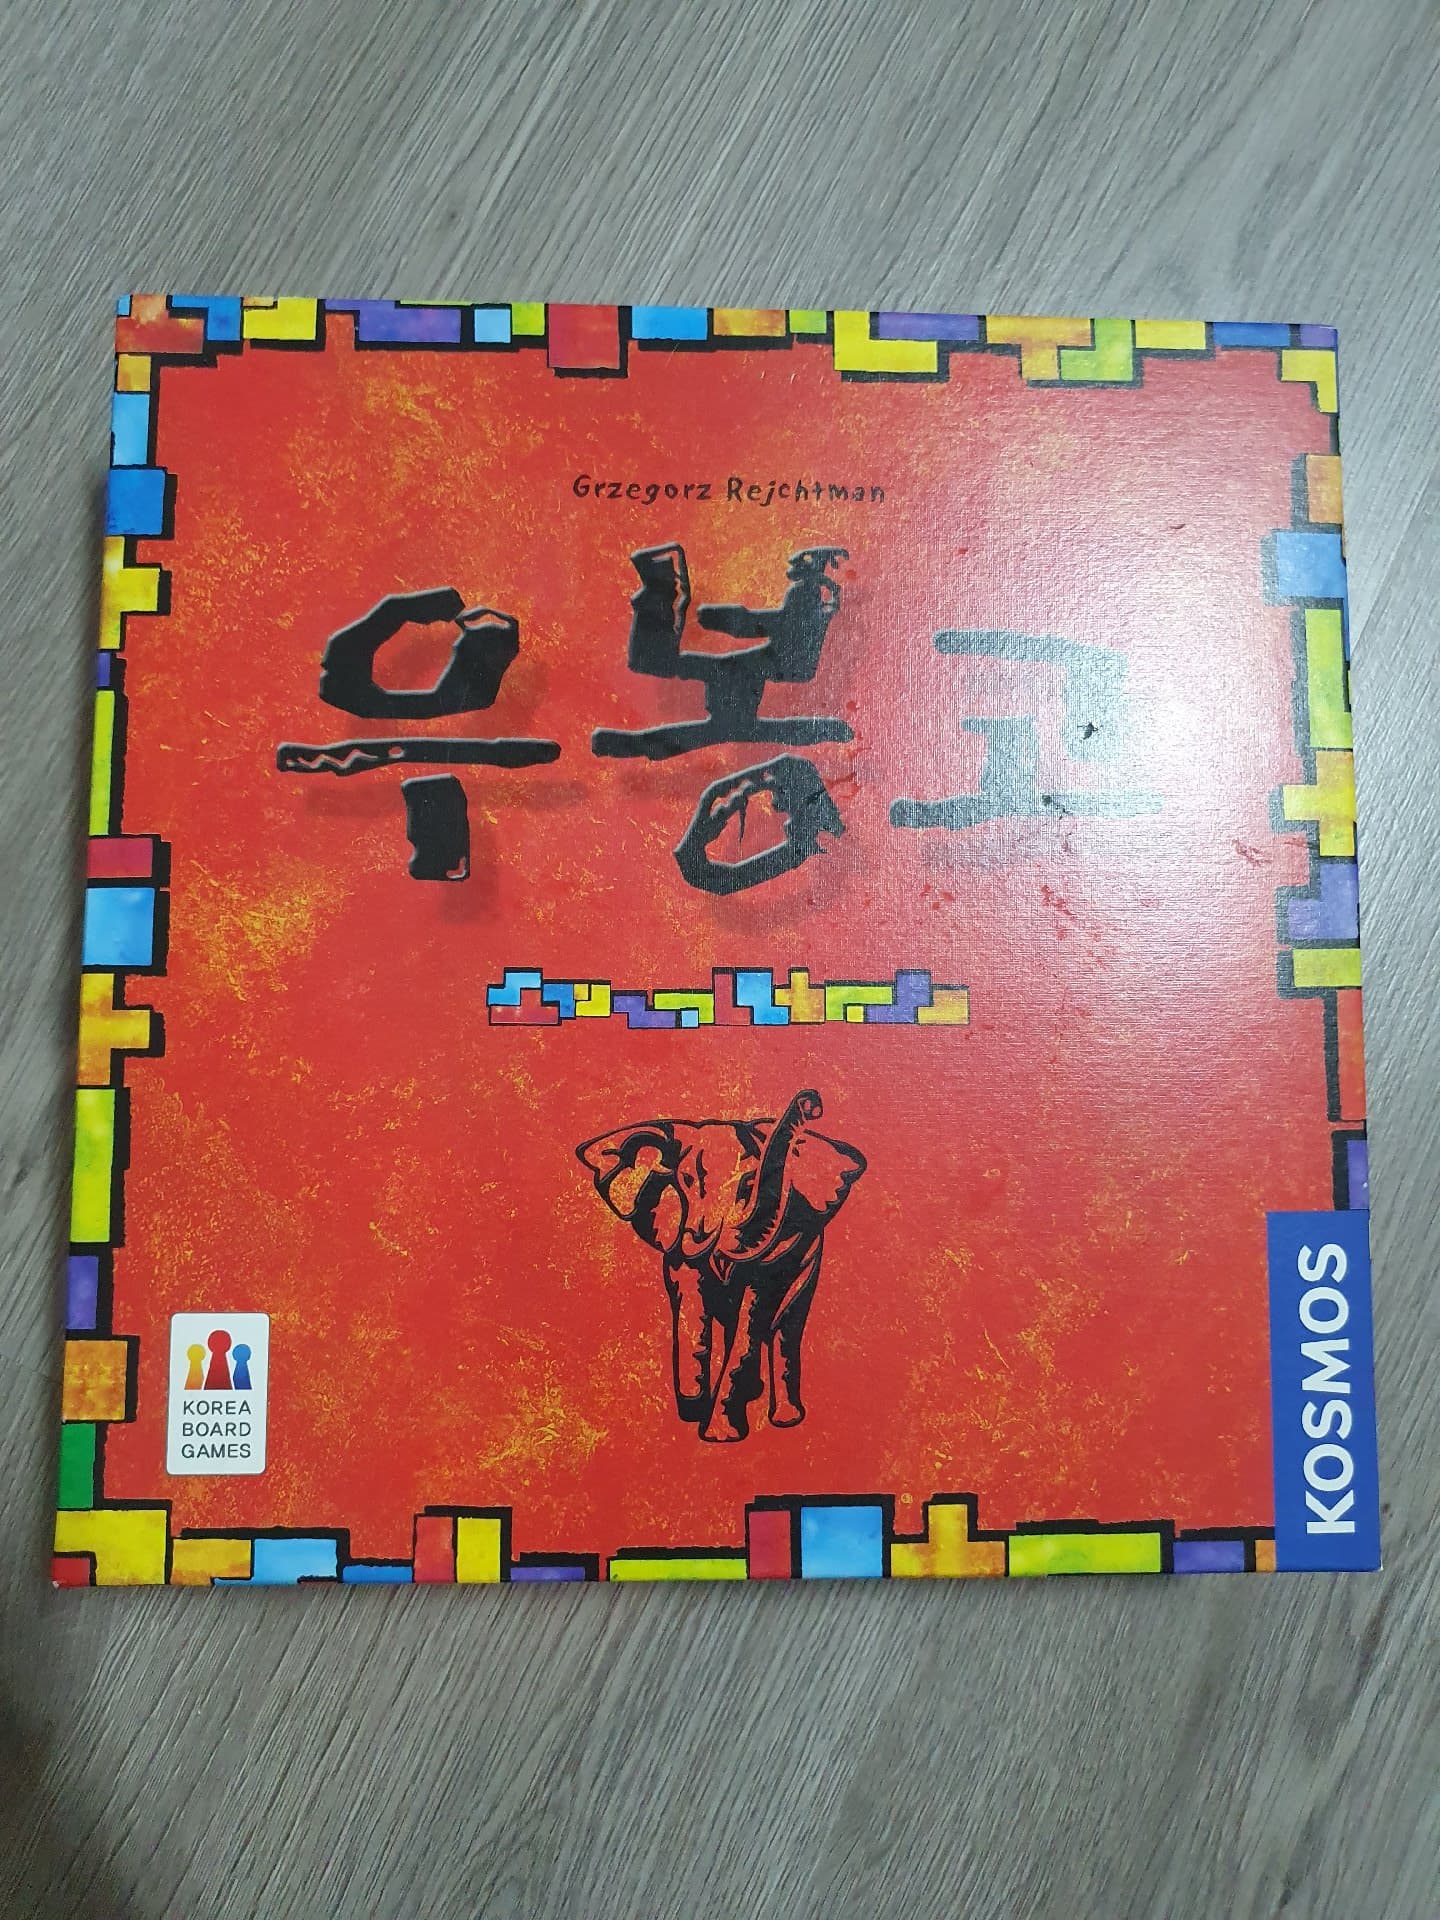 Grzegorz Rejchtman
우봉고
KOREA
BOARD
GAMES
KOSMOS